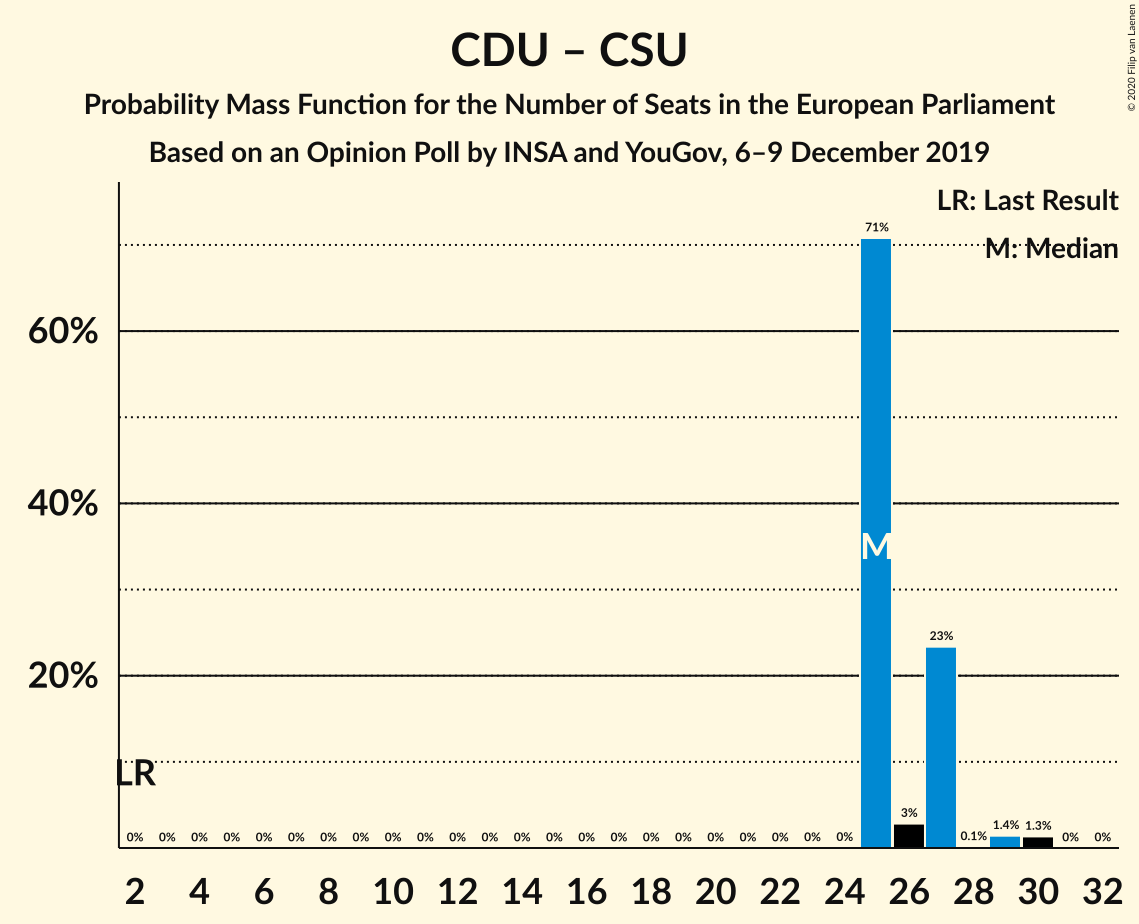 CDU – CSU
Probability Mass Function for the Number of Seats in the European Parliament
Based on an Opinion Poll by INSA and YouGov, 6–9 December 2019
© 2020 Filip van Laenen
LR: Last Result
M: Median
71%
60%
40%
M
23%
20%
LR
3%
1.4% 1.3%
0% 0% 0% 0% 0% 0% 0% 0% 0% 0% 0% 0% 0% 0% 0% 0% 0% 0% 0% 0% 0% 0% 0% 0.1% 0% 0%
2 4 6 8 10 12 14 16 18 20 22 24 26 28 30 32